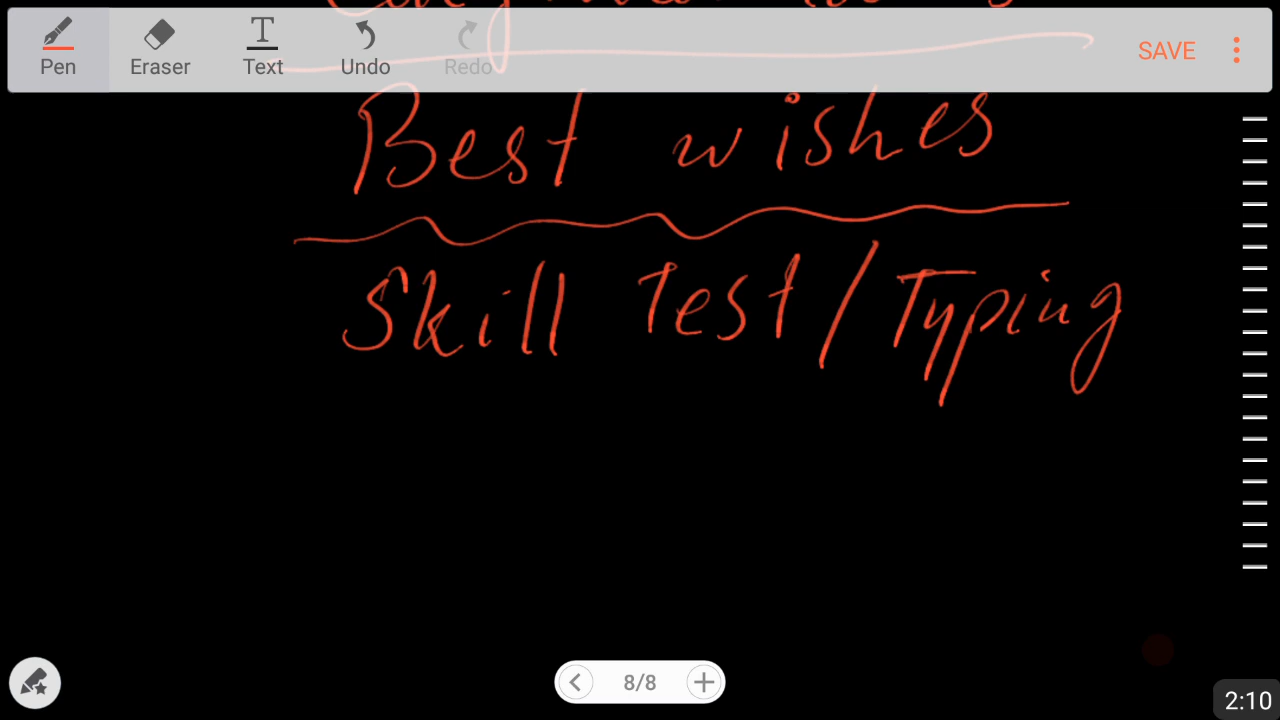 Pen Eraser Text Undo Redo SAVE
Best wishes
Skill Test/Typing
8/8
2:10